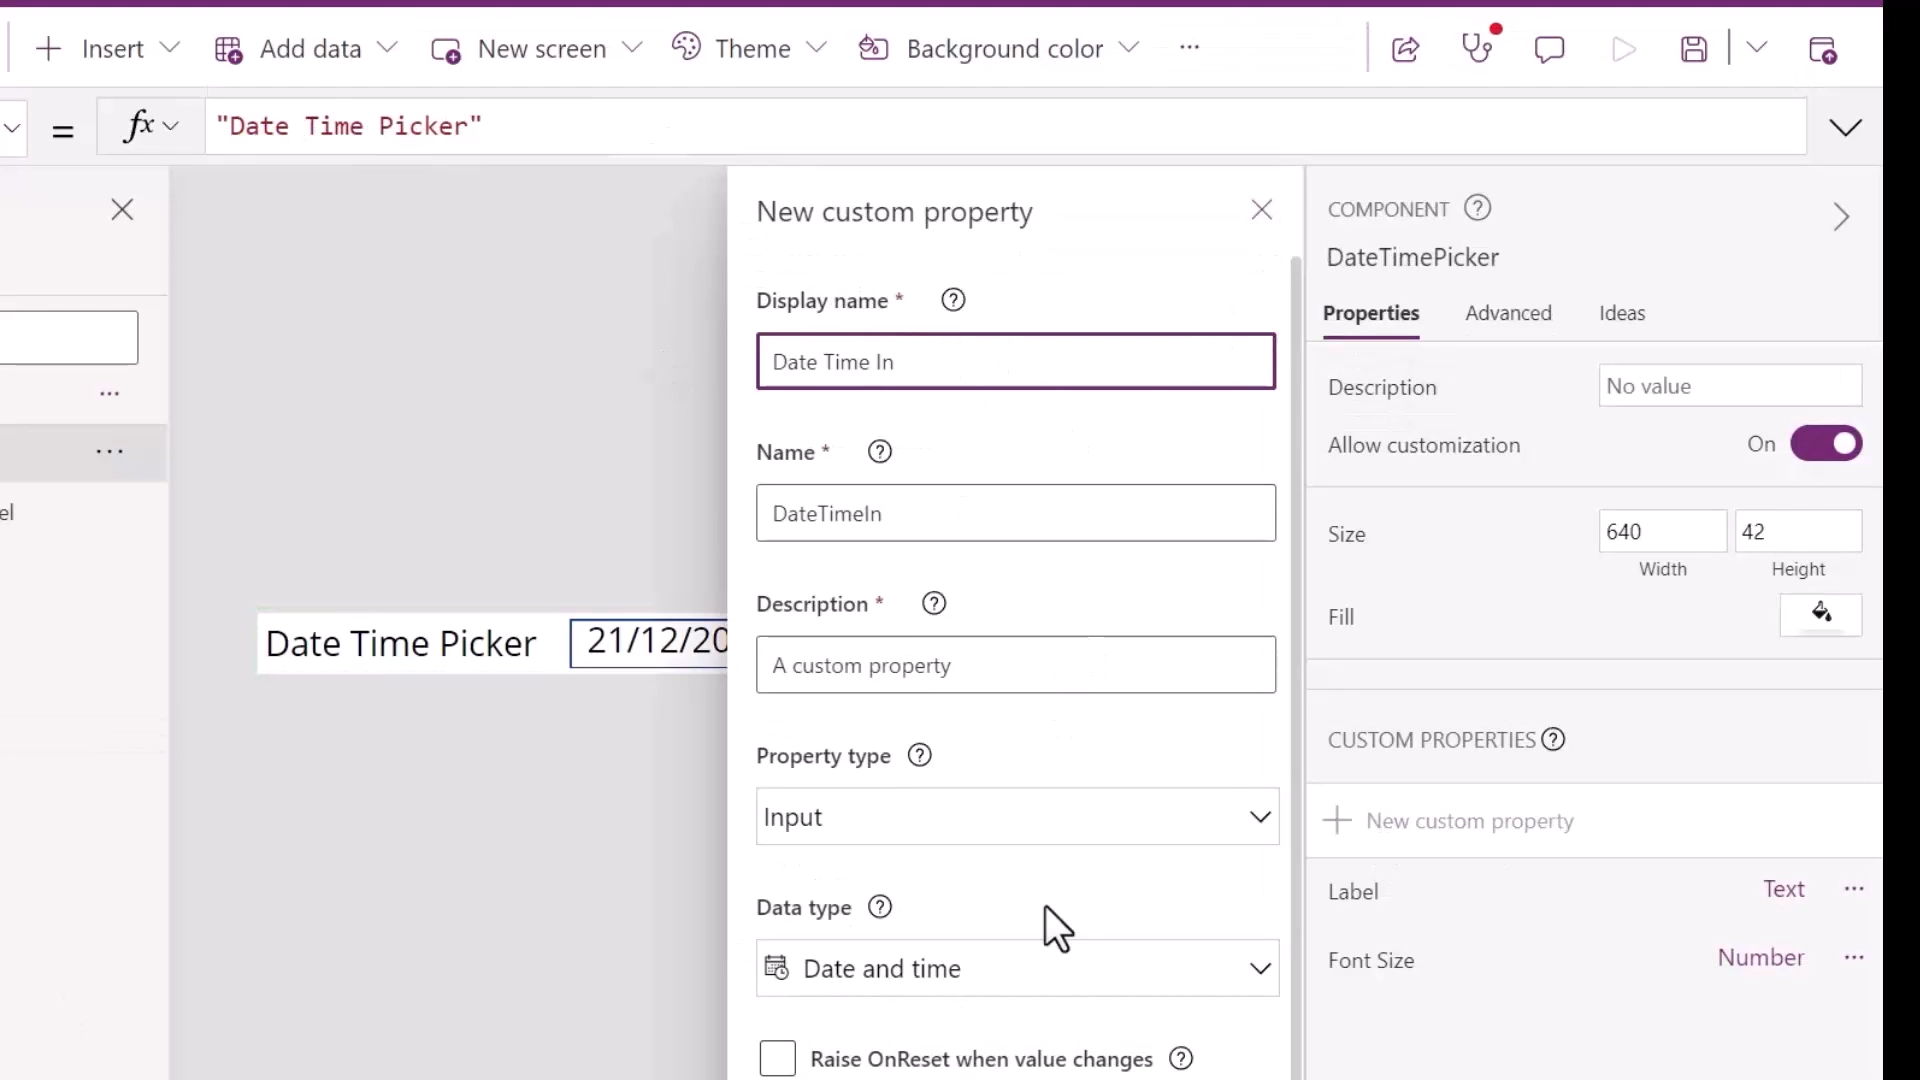 Insert
Add data
New screen
Theme
Background color
...
= fx "Date Time Picker"
...
...
el
Date Time Picker 21/12/20
New custom property
Display name *
Date Time In
Name *
DateTimeIn
Description *
A custom property
Property type
Input
Data type
Date and time
Raise OnReset when value changes
COMPONENT
DateTimePicker
Properties Advanced Ideas
Description No value
Allow customization On
Size 640 42
Width Height
Fill
CUSTOM PROPERTIES
New custom property
Label Text ...
Font Size Number ...